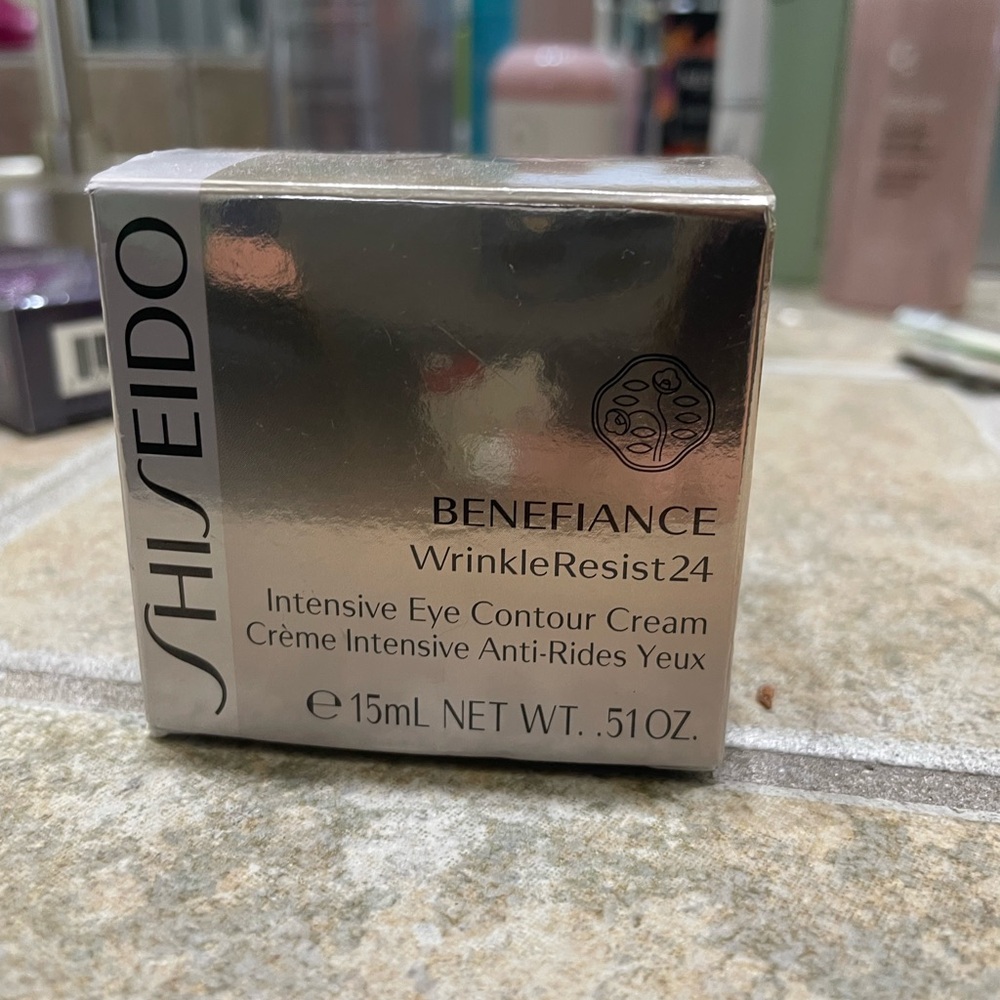 SHISEIDO
BENEFIANCE
WrinkleResist24
Intensive Eye Contour Cream
Crème Intensive Anti-Rides Yeux
℮ 15mL NET WT. .51 OZ.